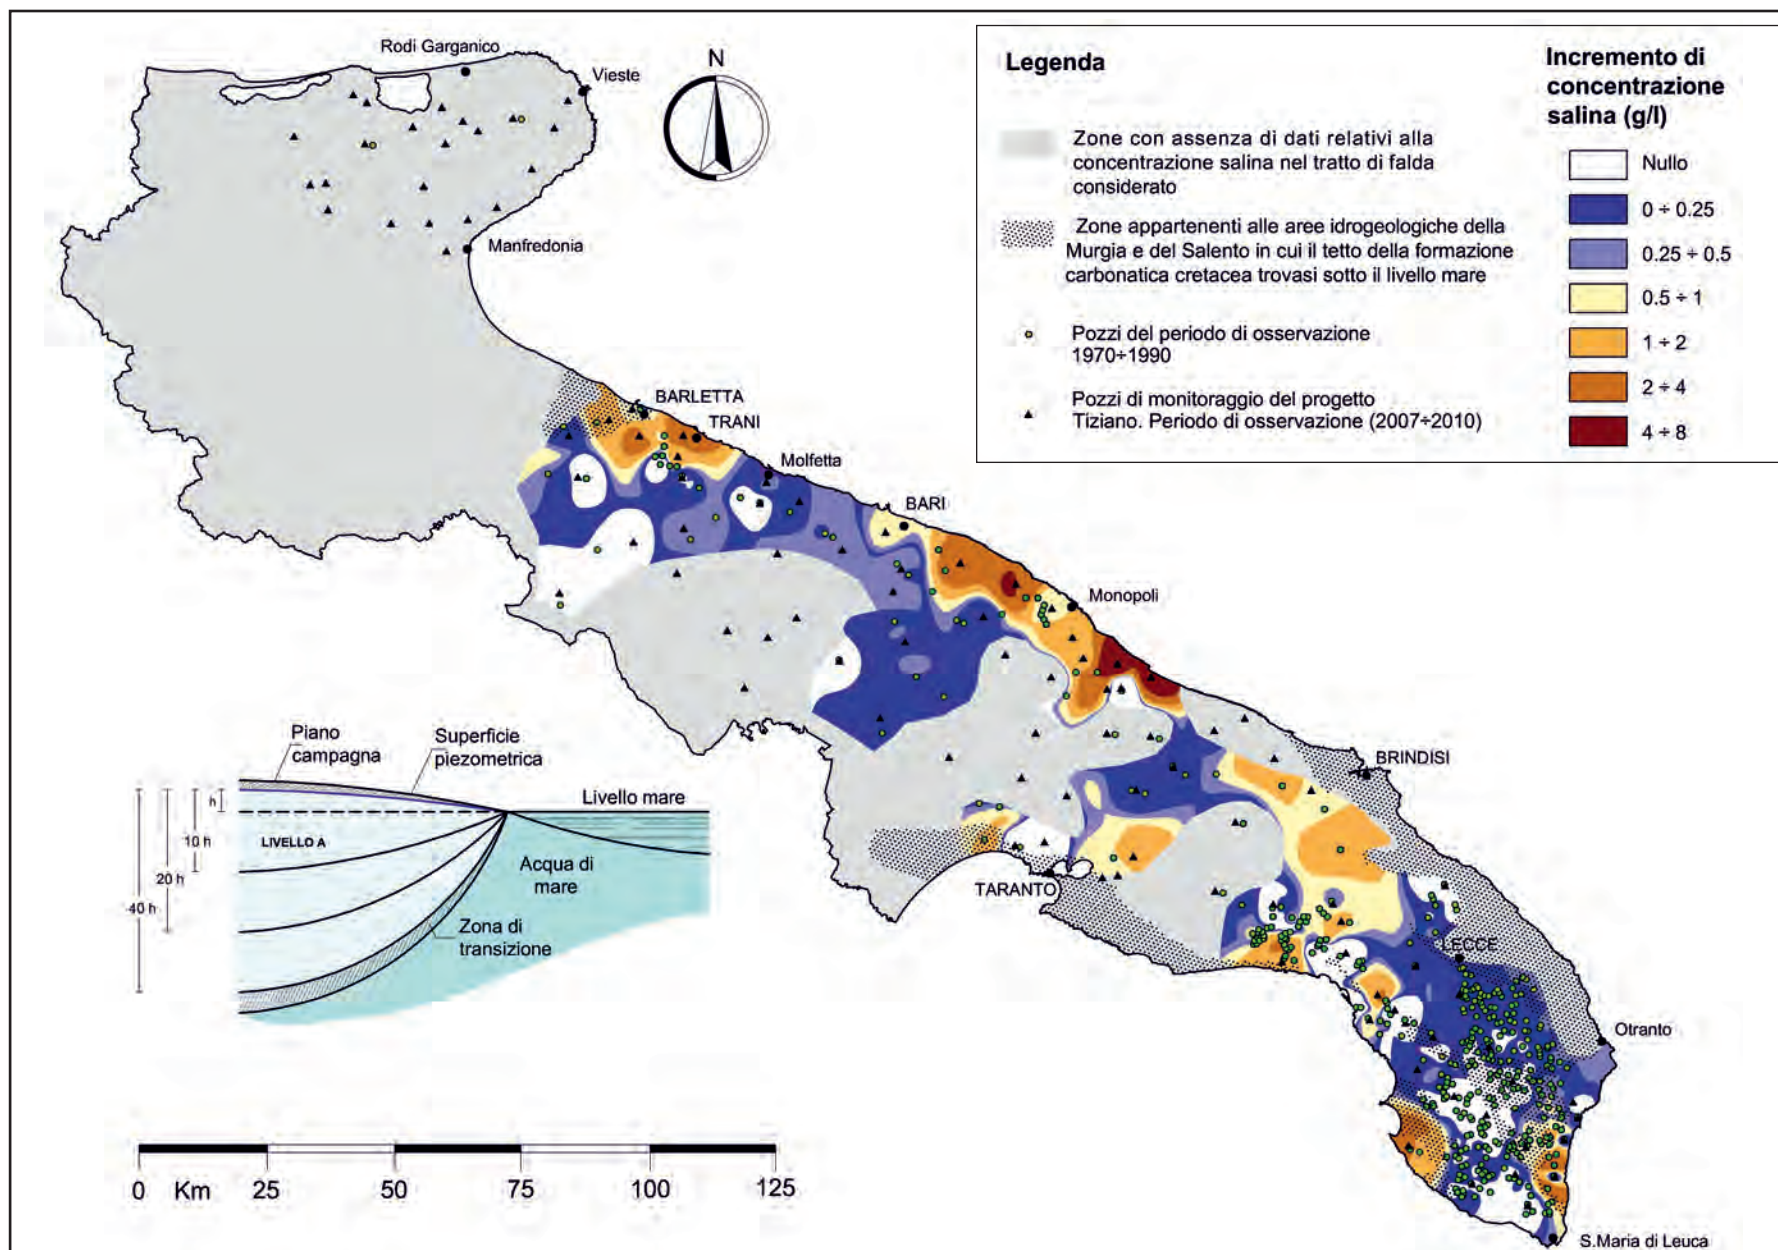 Rodi Garganico
Vieste
N
Manfredonia
BARLETTA
TRANI
Molfetta
BARI
Monopoli
BRINDISI
TARANTO
LECCE
Otranto
S.Maria di Leuca
Legenda
Zone con assenza di dati relativi alla
concentrazione salina nel tratto di falda
considerato
Zone appartenenti alle aree idrogeologiche della
Murgia e del Salento in cui il tetto della formazione
carbonatica cretacea trovasi sotto il livello mare
Pozzi del periodo di osservazione
1970÷1990
Pozzi di monitoraggio del progetto
Tiziano. Periodo di osservazione (2007÷2010)
Incremento di
concentrazione
salina (g/l)
Nullo
0 ÷ 0.25
0.25 ÷ 0.5
0.5 ÷ 1
1 ÷ 2
2 ÷ 4
4 ÷ 8
Piano
campagna
Superficie
piezometrica
Livello mare
h
LIVELLO A
10 h
20 h
40 h
Acqua di
mare
Zona di
transizione
0 Km 25 50 75 100 125